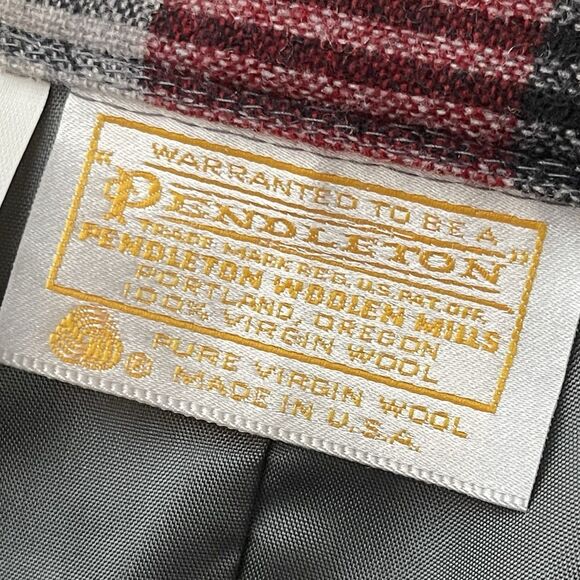 WARRANTED TO BE A
"PENDLETON"
TRADE MARK REG. U.S. PAT. OFF.
PENDLETON WOOLEN MILLS
PORTLAND, OREGON
100% VIRGIN WOOL
® PURE VIRGIN WOOL
MADE IN U.S.A.